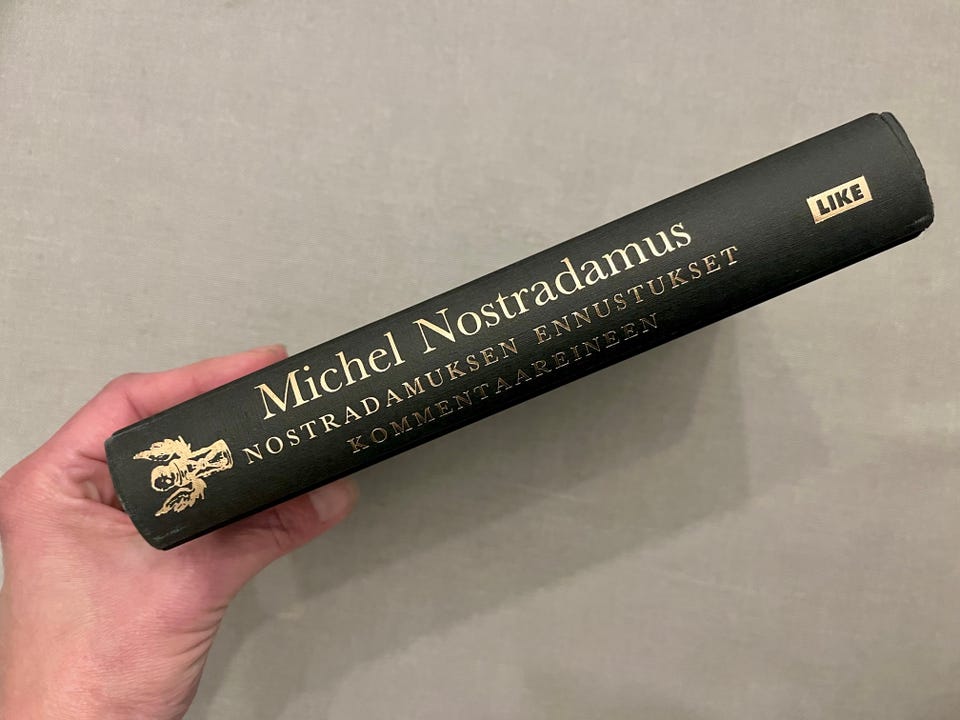 Michel Nostradamus
NOSTRADAMUKSEN ENNUSTUKSET
KOMMENTAAREINEEN
LIKE